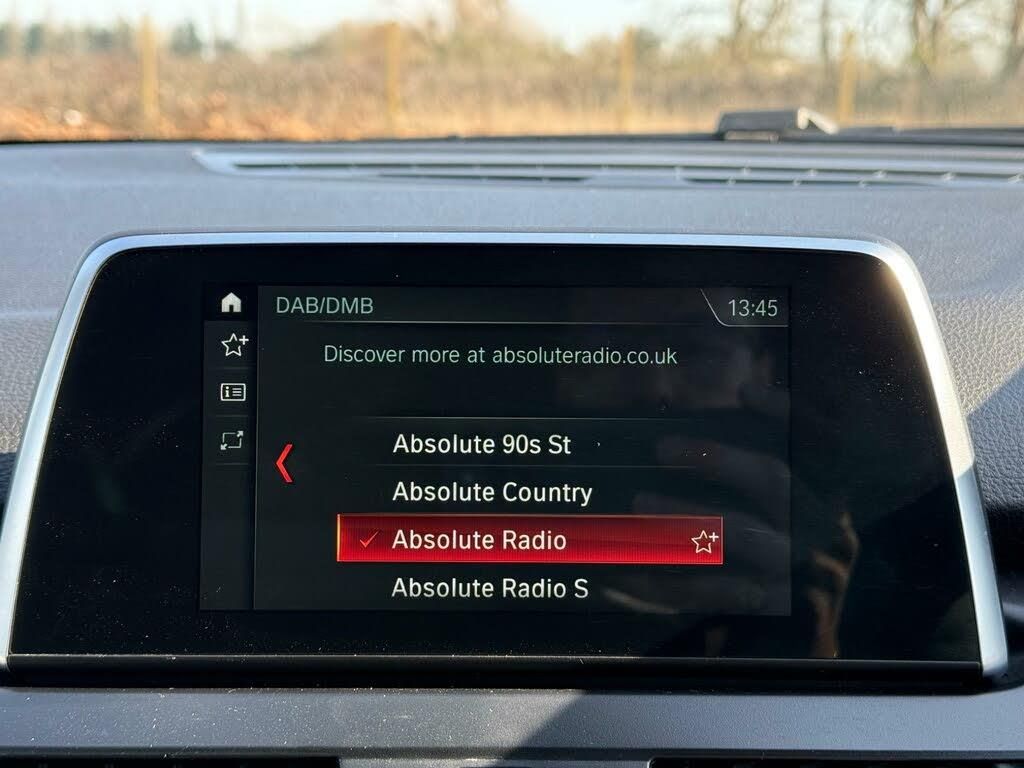 DAB/DMB
13:45
Discover more at absoluteradio.co.uk
Absolute 90s St
Absolute Country
Absolute Radio
Absolute Radio S